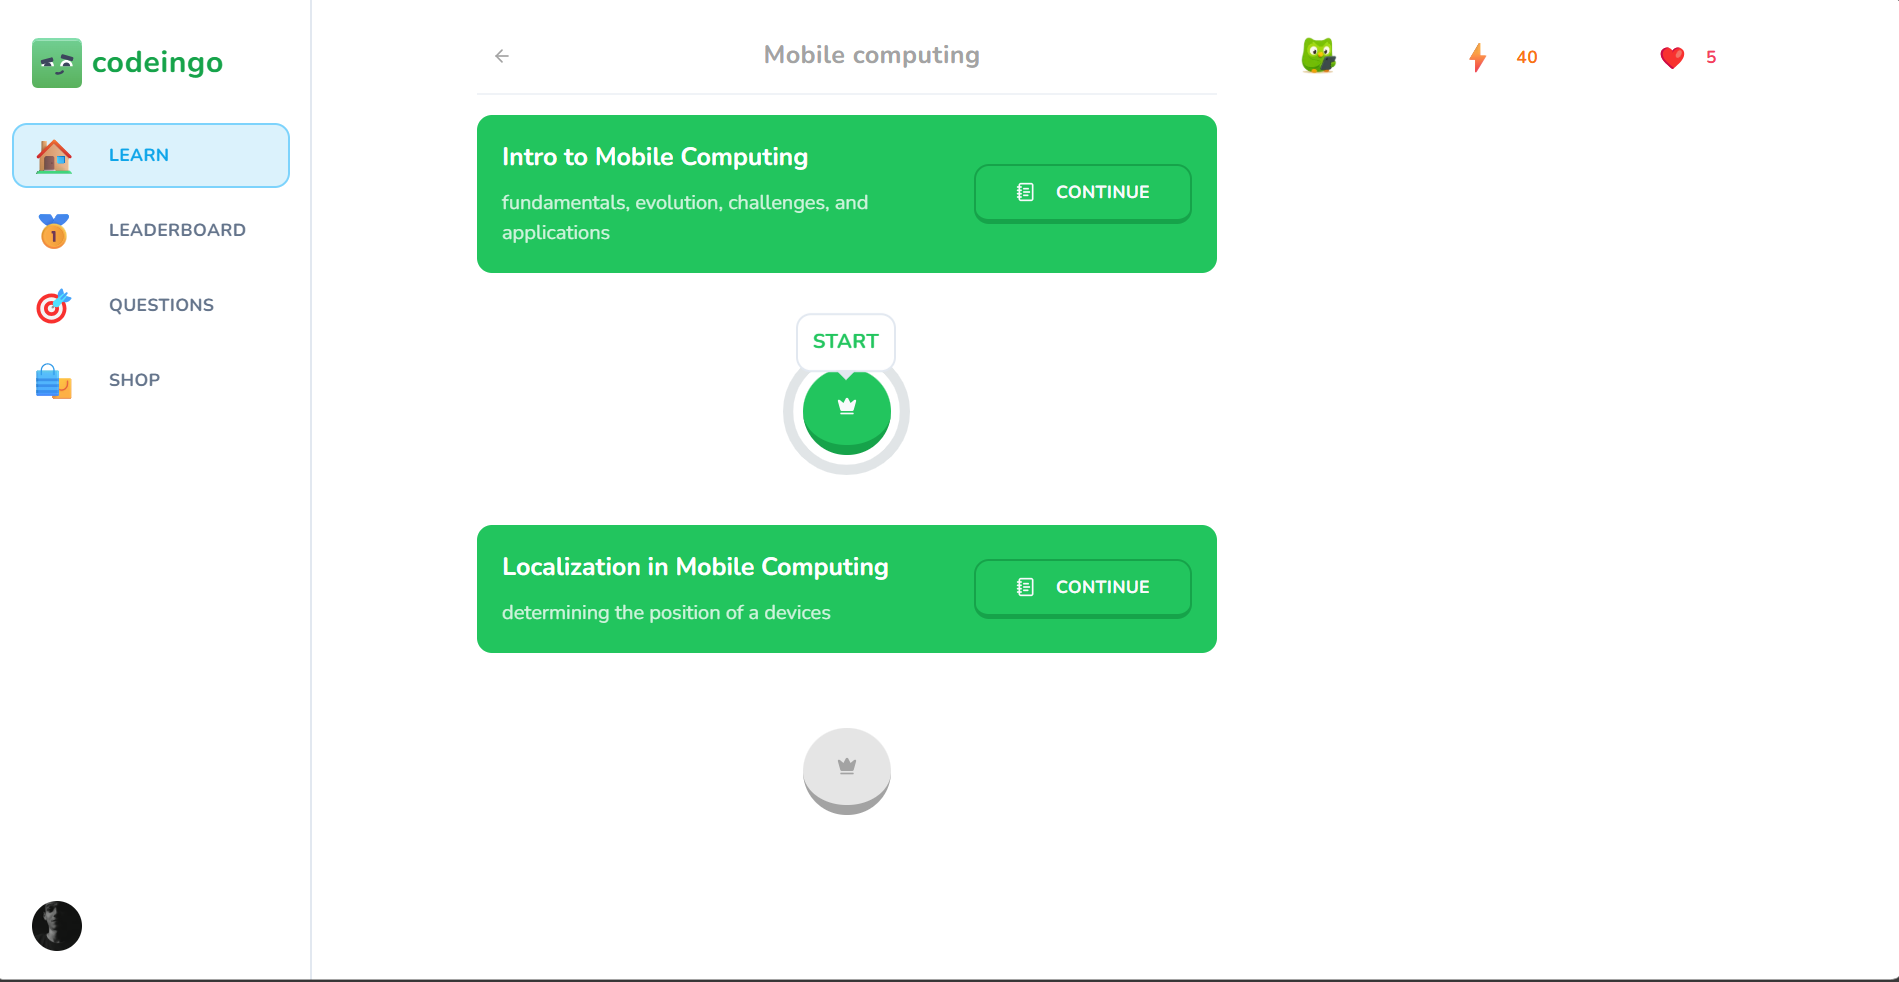 codeingo
LEARN
LEADERBOARD
1
QUESTIONS
SHOP
Mobile computing
40
5
Intro to Mobile Computing
fundamentals, evolution, challenges, and
applications
CONTINUE
START
Localization in Mobile Computing
determining the position of a devices
CONTINUE